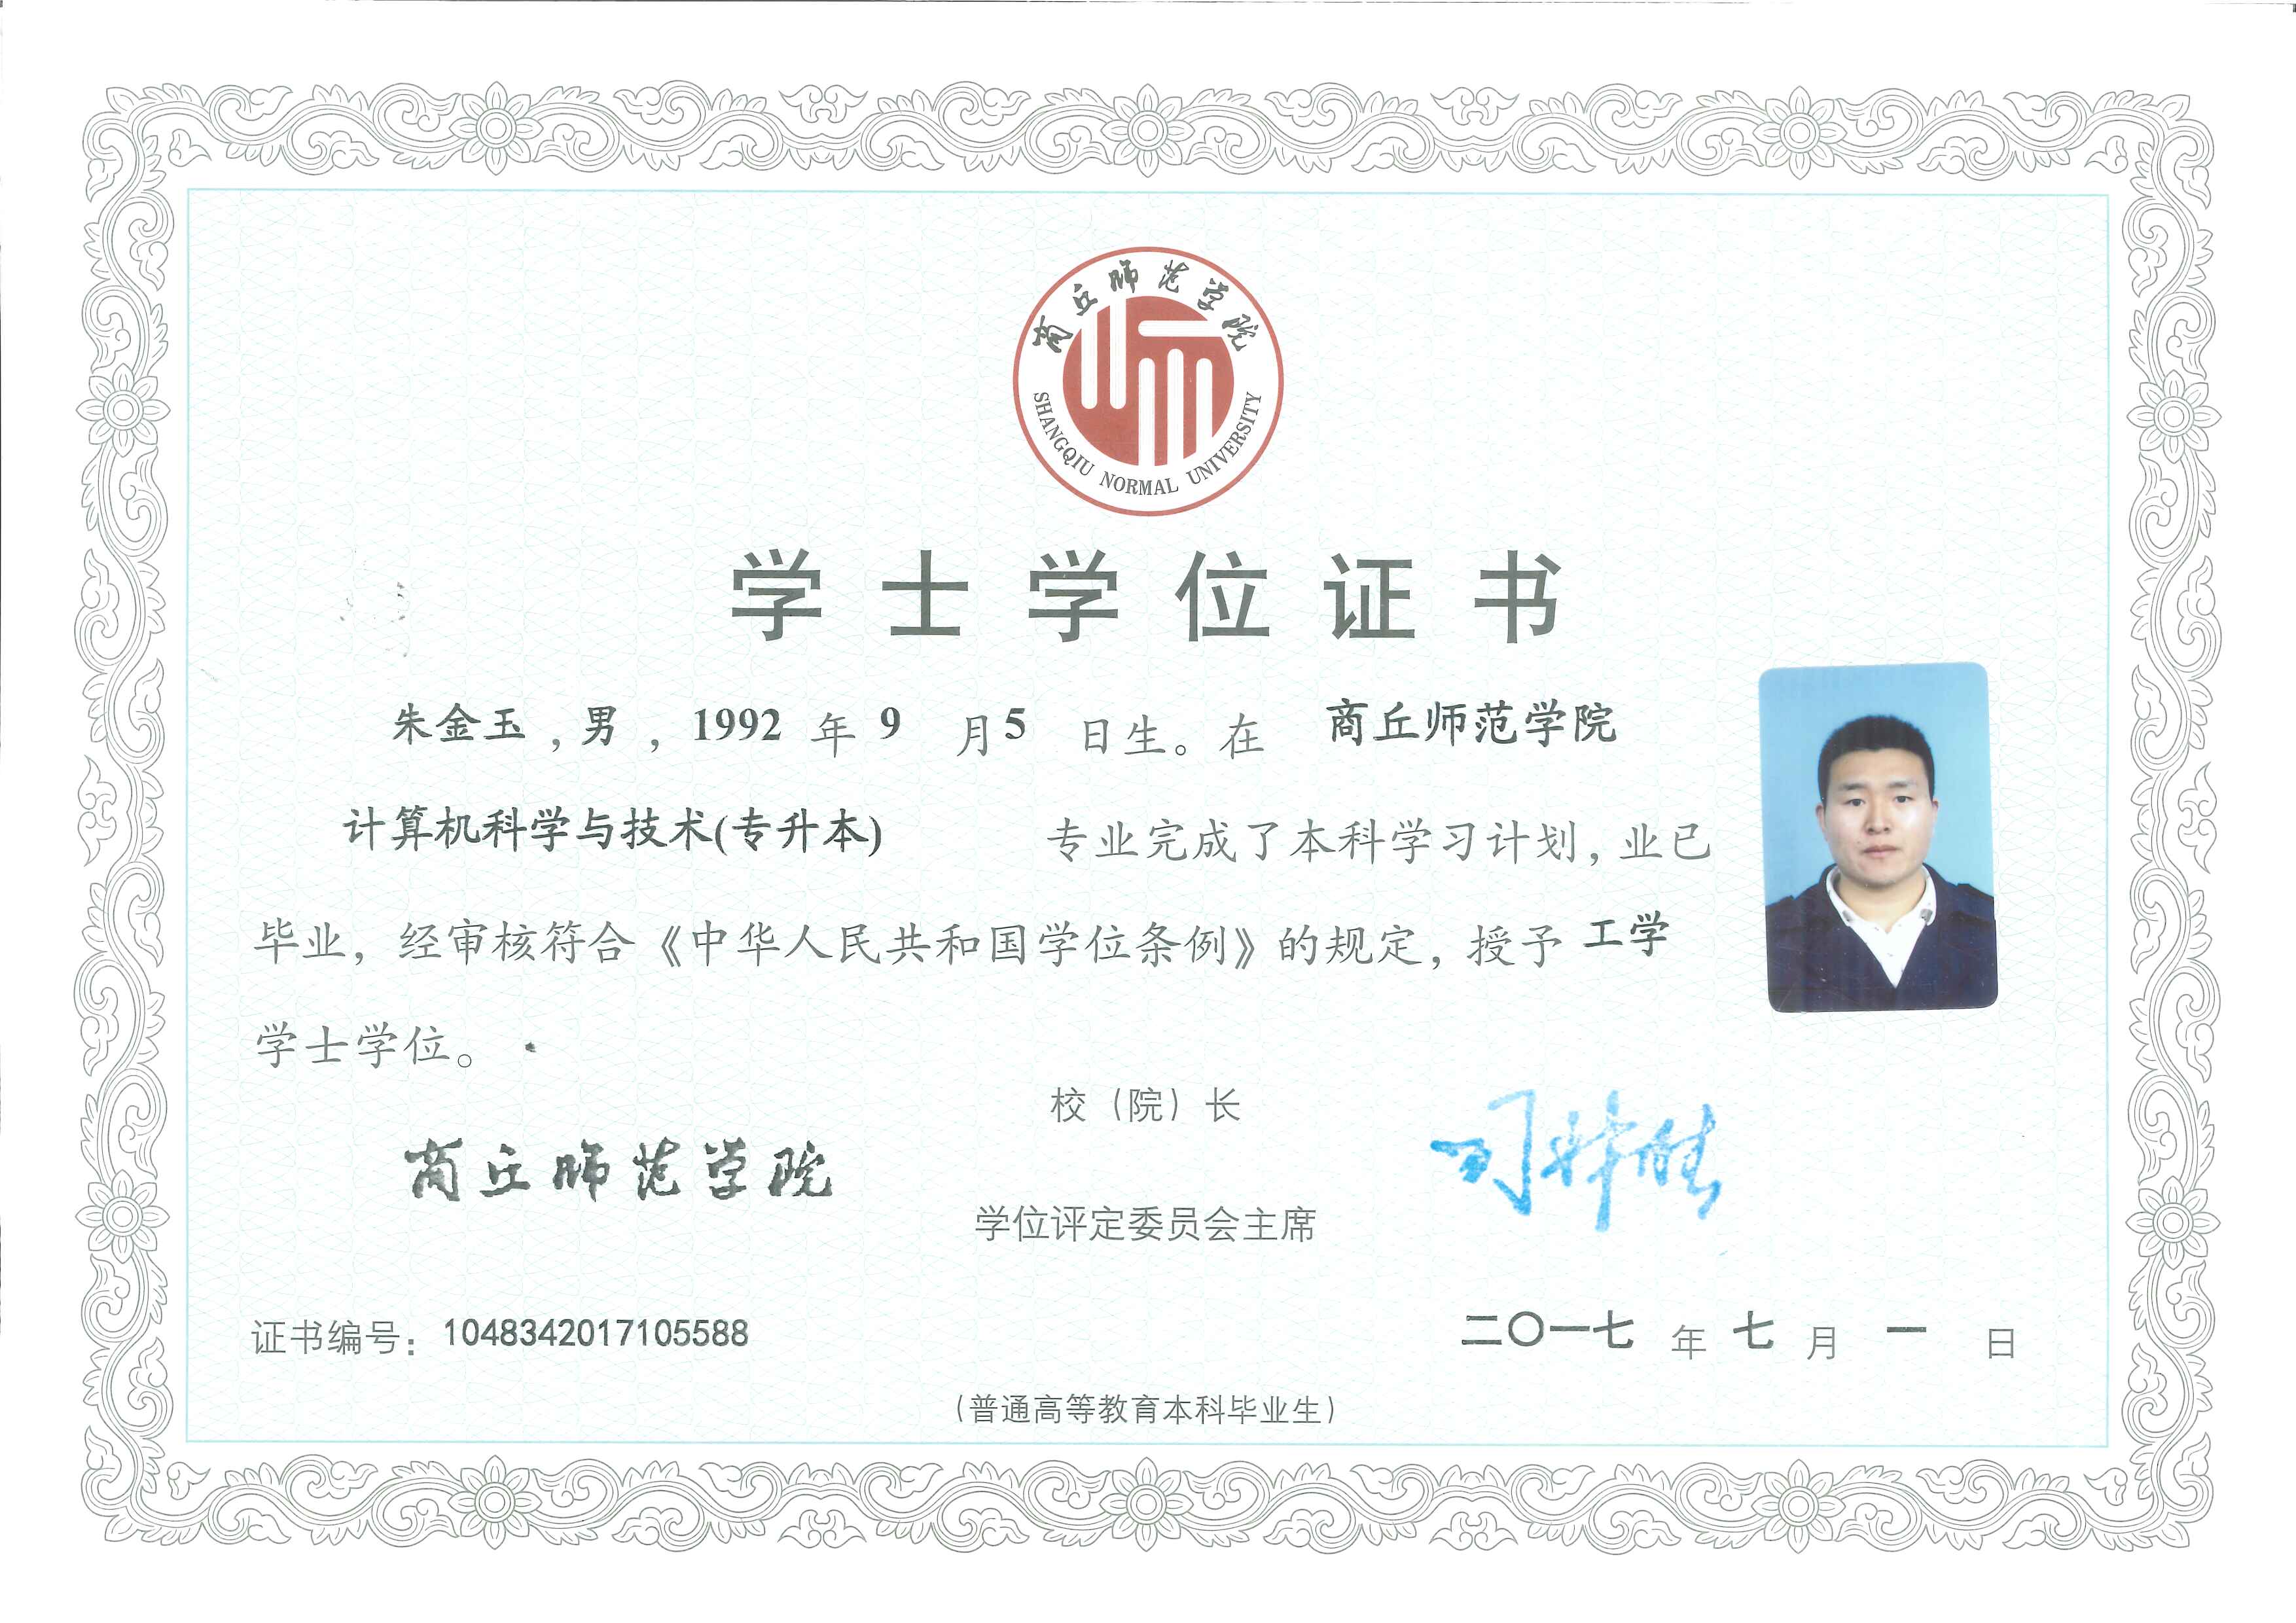 商丘师范学院
SHANGQIU NORMAL UNIVERSITY
学士学位证书
朱金玉，男，1992 年 9 月 5 日生。在 商丘师范学院
计算机科学与技术(专升本) 专业完成了本科学习计划，业已
毕业，经审核符合《中华人民共和国学位条例》的规定，授予 工学
学士学位。
校（院）长
商丘师范学院
学位评定委员会主席
证书编号：1048342017105588
二〇一七 年 七 月 一 日
（普通高等教育本科毕业生）